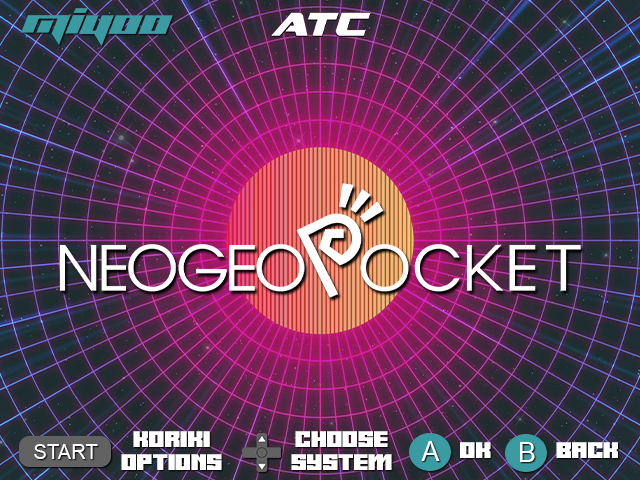 miyoo
ATC
NEOGEO POCKET
START KORIKI OPTIONS CHOOSE SYSTEM A OK B BACK